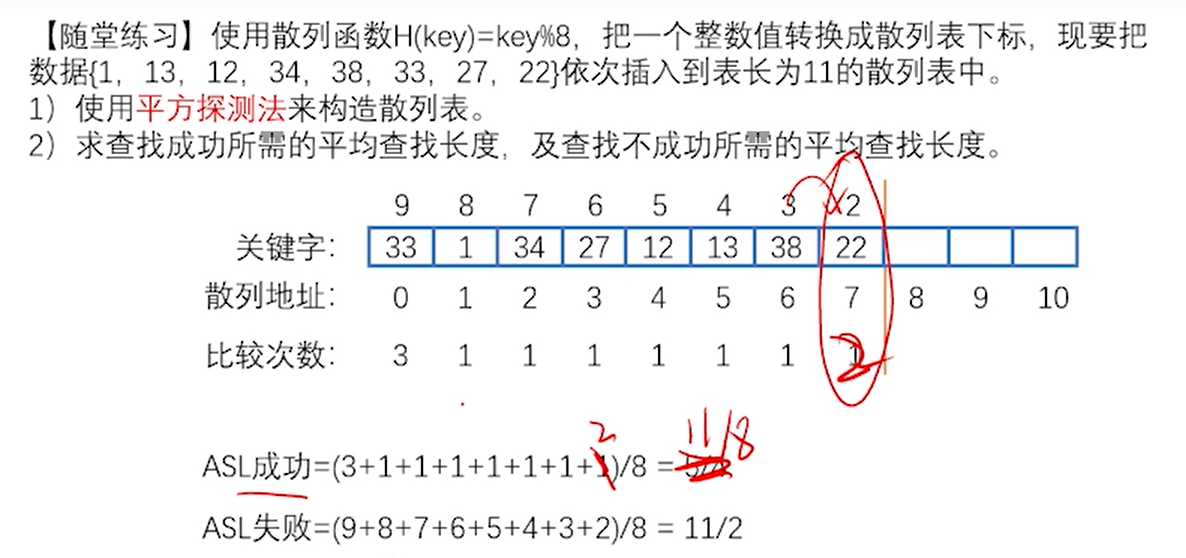 【随堂练习】使用散列函数H(key)=key%8，把一个整数值转换成散列表下标，现要把
数据{1，13，12，34，38，33，27，22}依次插入到表长为11的散列表中。
1）使用平方探测法来构造散列表。
2）求查找成功所需的平均查找长度，及查找不成功所需的平均查找长度。
9 8 7 6 5 4 3 2
关键字： 33 1 34 27 12 13 38 22
散列地址： 0 1 2 3 4 5 6 7 8 9 10
比较次数： 3 1 1 1 1 1 1 2
2 11/8
ASL成功=(3+1+1+1+1+1+1+1)/8 =
ASL失败=(9+8+7+6+5+4+3+2)/8 = 11/2